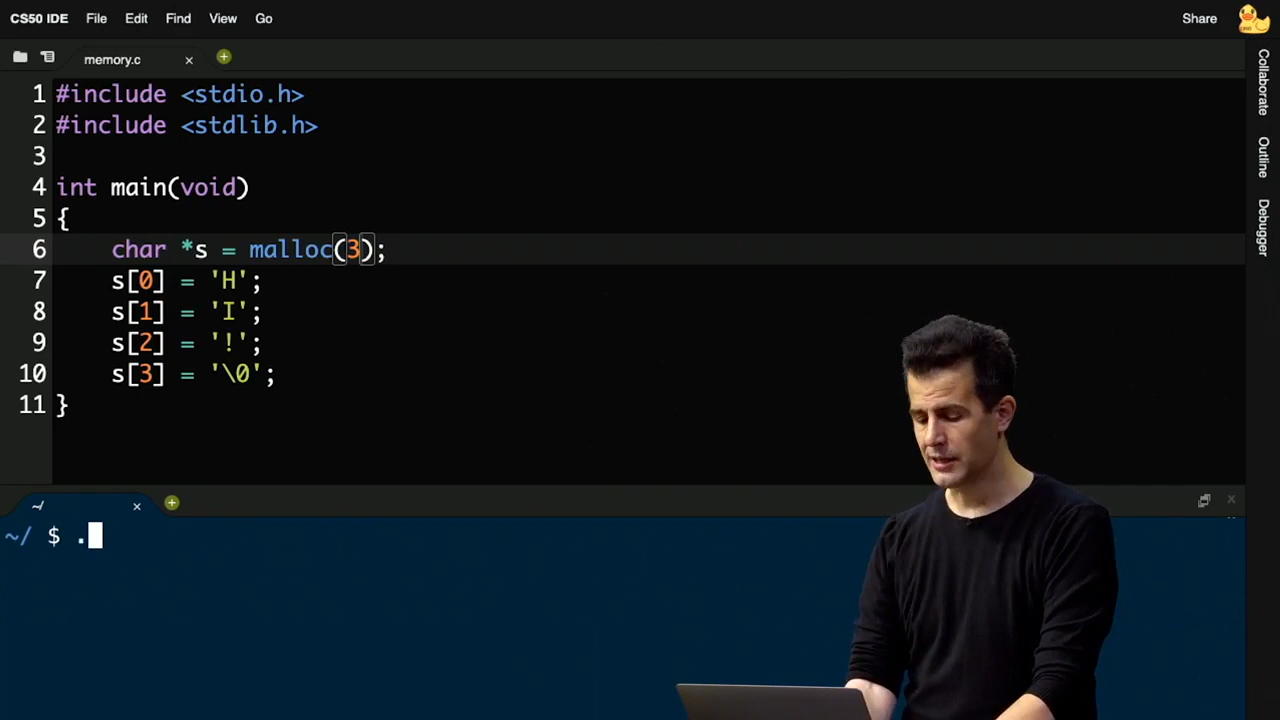 CS50 IDE File Edit Find View Go Share
memory.c
1 #include <stdio.h>
2 #include <stdlib.h>
3
4 int main(void)
5 {
6     char *s = malloc(3);
7     s[0] = 'H';
8     s[1] = 'I';
9     s[2] = '!';
10     s[3] = '\0';
11 }
~/
~/ $ .
Collaborate
Outline
Debugger